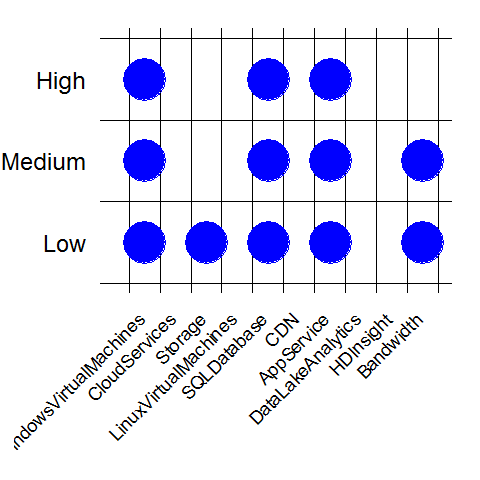 High
Medium
Low
ndowsVirtualMachines
CloudServices
Storage
LinuxVirtualMachines
SQLDatabase
CDN
AppService
DataLakeAnalytics
HDInsight
Bandwidth